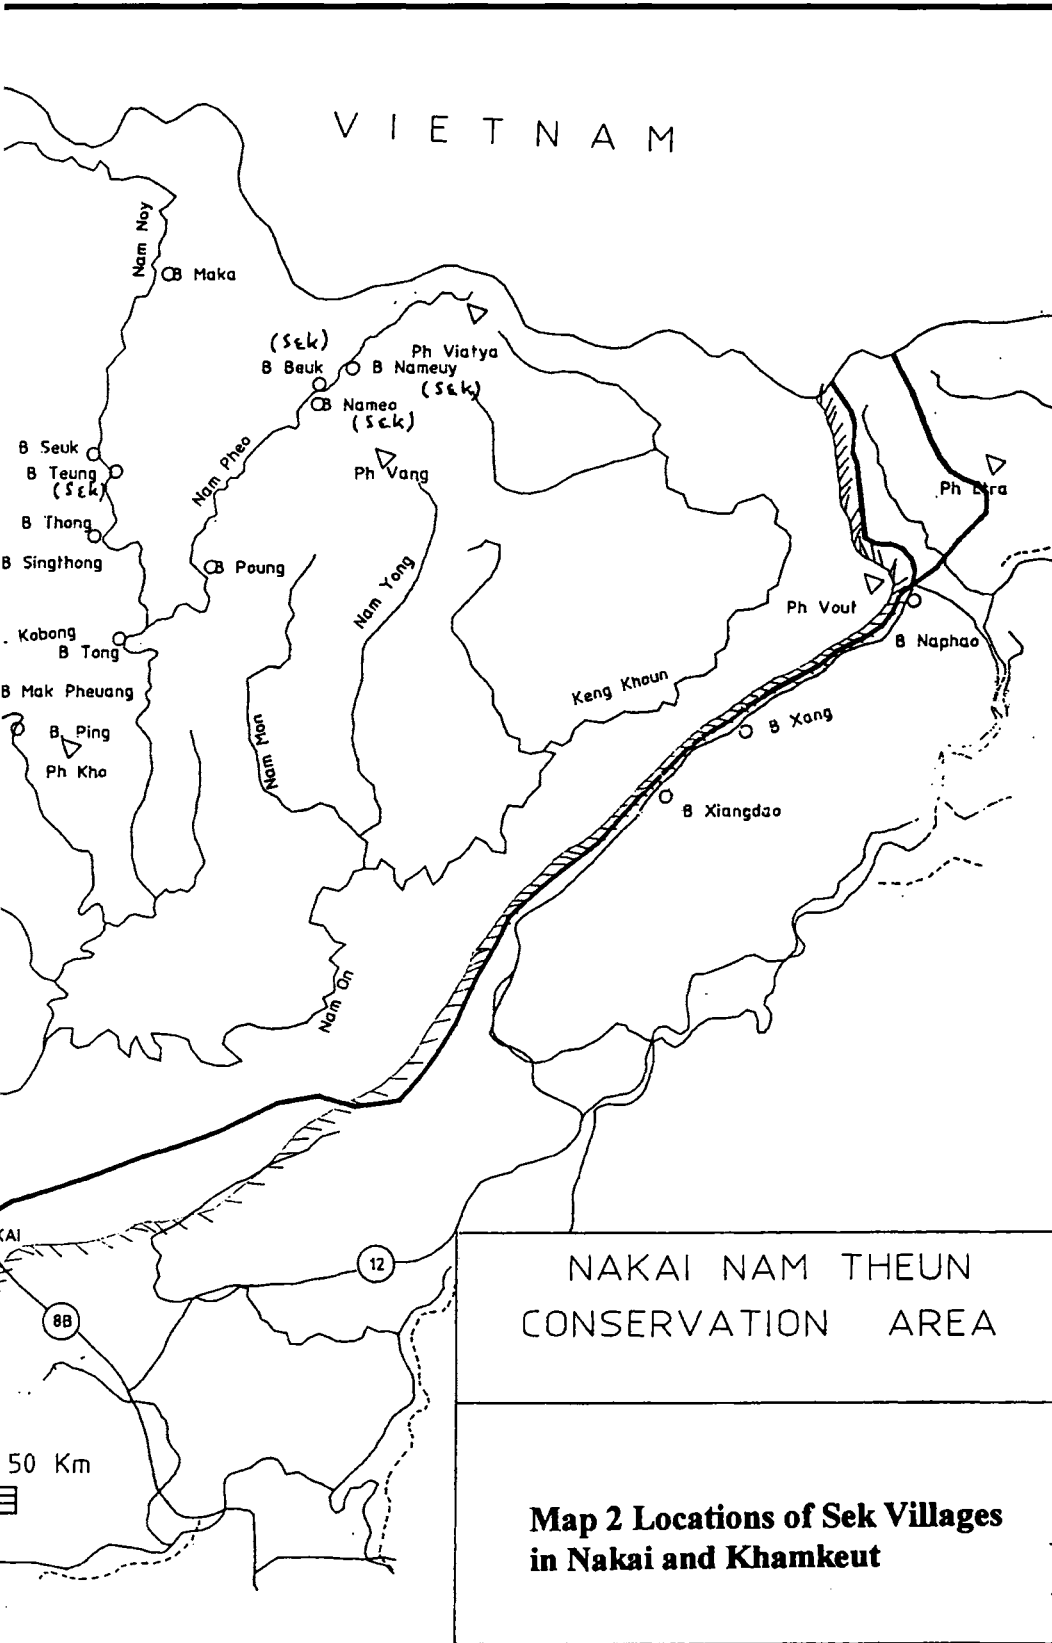 VIETNAM
Nam Noy
B Maka
(Sɛk)
B Beuk
Ph Viatya
B Nameuy
(Sɛk)
B Nameo
(Sɛk)
B Seuk
B Teung
(Sɛk)
Nam Pheo
Ph Vang
Ph Etra
B Thong
B Singthong
B Poung
Nam Yong
Ph Vout
. Kobong
B Tong
B Naphao
B Mak Pheuang
Keng Khoun
B Ping
Nam Mon
B Xang
Ph Kho
B Xiangdao
Nam On
KAI
12
8B
NAKAI NAM THEUN
CONSERVATION AREA
50 Km
Map 2 Locations of Sek Villages
in Nakai and Khamkeut